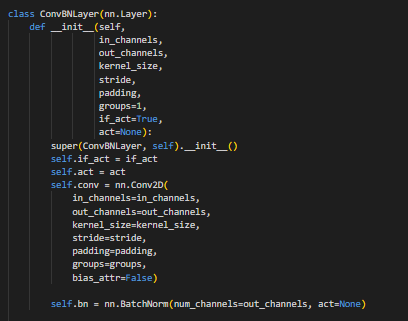 class ConvBNLayer(nn.Layer):
    def __init__(self,
                 in_channels,
                 out_channels,
                 kernel_size,
                 stride,
                 padding,
                 groups=1,
                 if_act=True,
                 act=None):
        super(ConvBNLayer, self).__init__()
        self.if_act = if_act
        self.act = act
        self.conv = nn.Conv2D(
            in_channels=in_channels,
            out_channels=out_channels,
            kernel_size=kernel_size,
            stride=stride,
            padding=padding,
            groups=groups,
            bias_attr=False)

        self.bn = nn.BatchNorm(num_channels=out_channels, act=None)